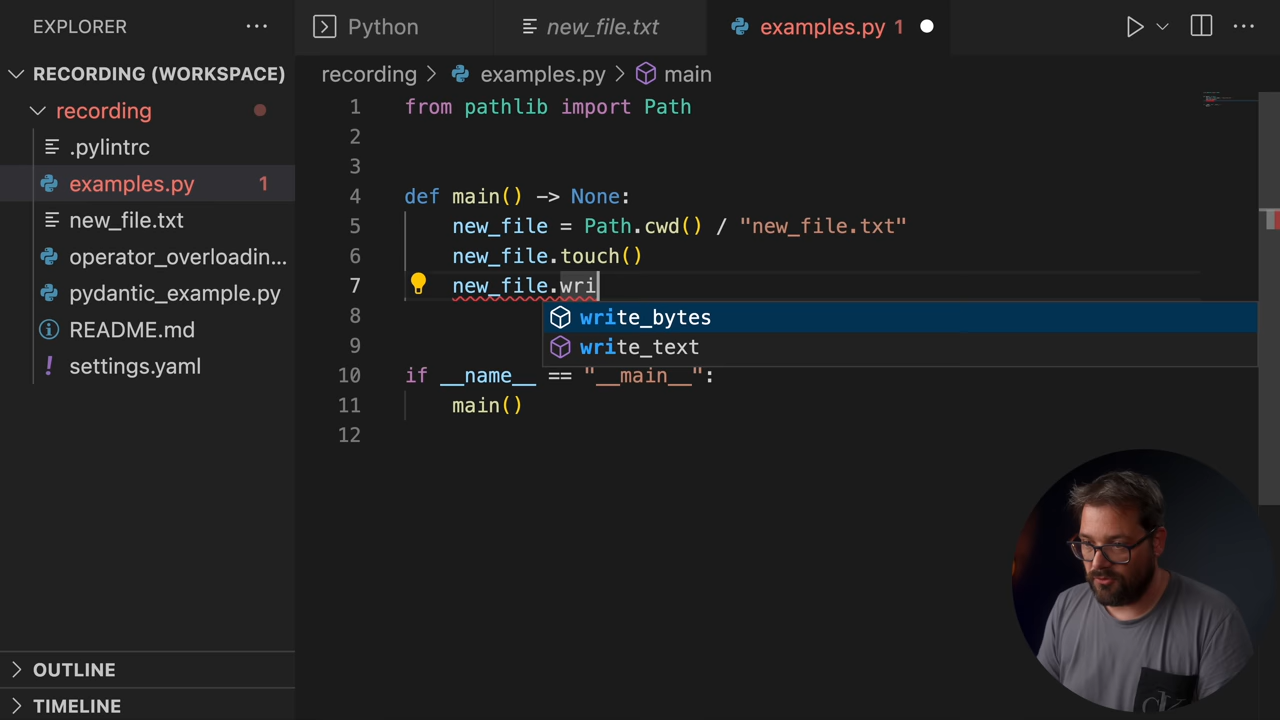 EXPLORER ···
Python
new_file.txt
examples.py 1
RECORDING (WORKSPACE)
recording
.pylintrc
examples.py 1
new_file.txt
operator_overloadin...
pydantic_example.py
README.md
settings.yaml
OUTLINE
TIMELINE
recording > examples.py > main
1 from pathlib import Path
2
3
4 def main() -> None:
5 new_file = Path.cwd() / "new_file.txt"
6 new_file.touch()
7 new_file.wri
write_bytes
write_text
8
9
10 if __name__ == "__main__":
11 main()
12